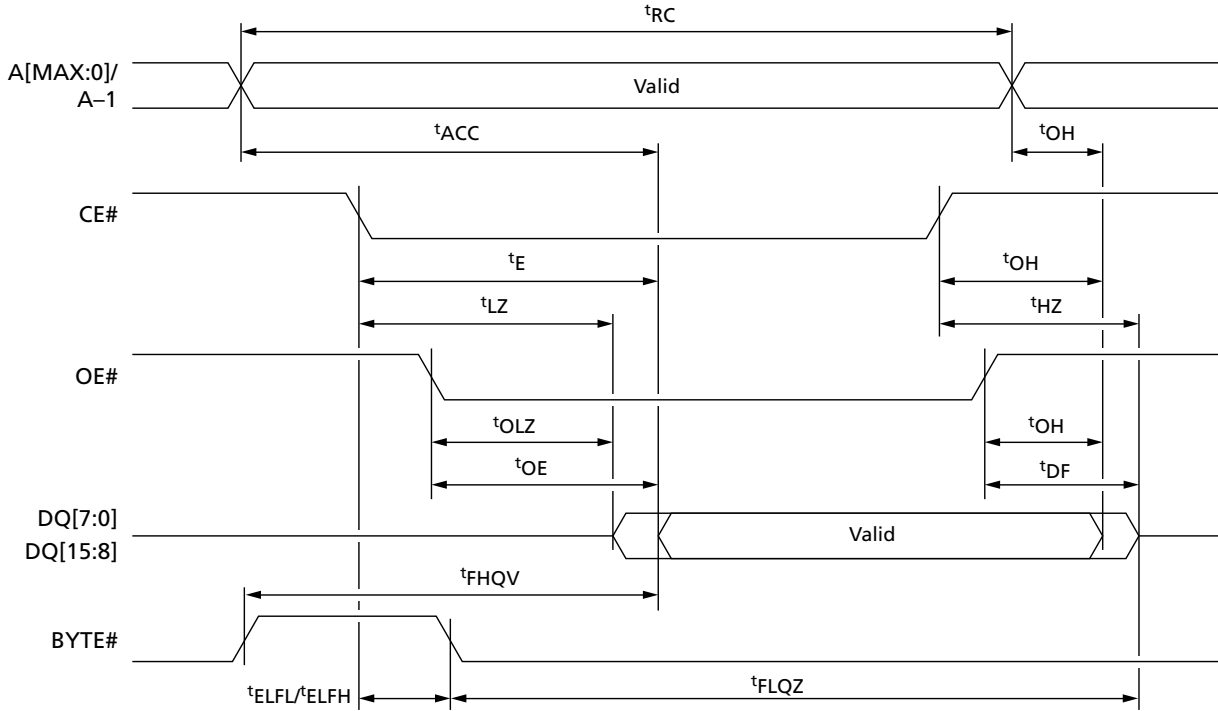 tRC
A[MAX:0]/
A–1
Valid
tACC
tOH
CE#
tE
tOH
tLZ
tHZ
OE#
tOLZ
tOH
tOE
tDF
DQ[7:0]
DQ[15:8]
Valid
tFHQV
BYTE#
tELFL/tELFH
tFLQZ